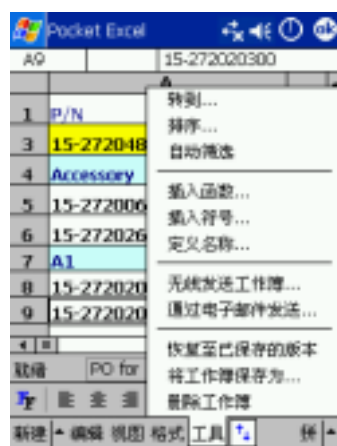 Pocket Excel
ok
A9 15-272020300
A
1 P/N
3 15-272048
4 Accessory
5 15-272006
6 15-272026
7 A1
8 15-272020
9 15-272020
转到...
排序...
自动筛选
插入函数...
插入符号...
定义名称...
无线发送工作簿...
通过电子邮件发送...
恢复至已保存的版本
将工作簿保存为...
删除工作簿
就绪 PO for
新建 编辑 视图 格式 工具 拼